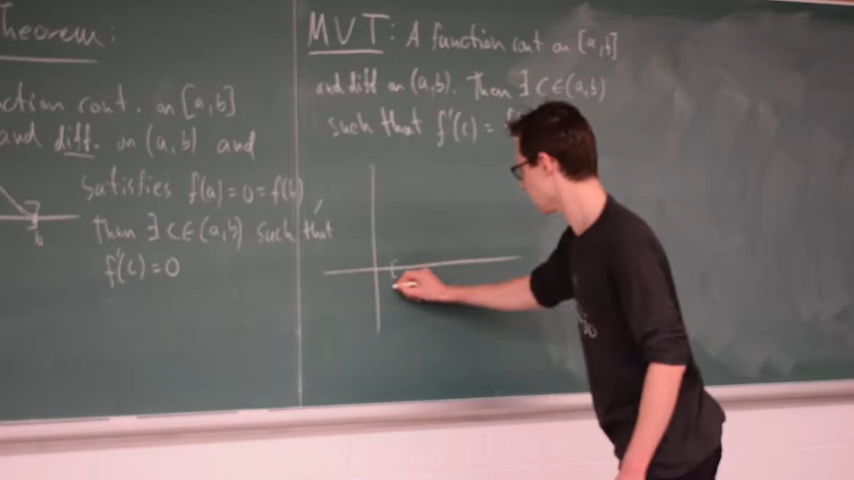 Theorem:
ction cont. on [a,b]
and diff. on (a,b) and
satisfies f(a)=0=f(b),
Then ∃ c∈(a,b) such that
f'(c)=0
b
MVT: A function cont on [a,b]
and diff on (a,b). Then ∃ c∈(a,b)
such that f'(c) =
[